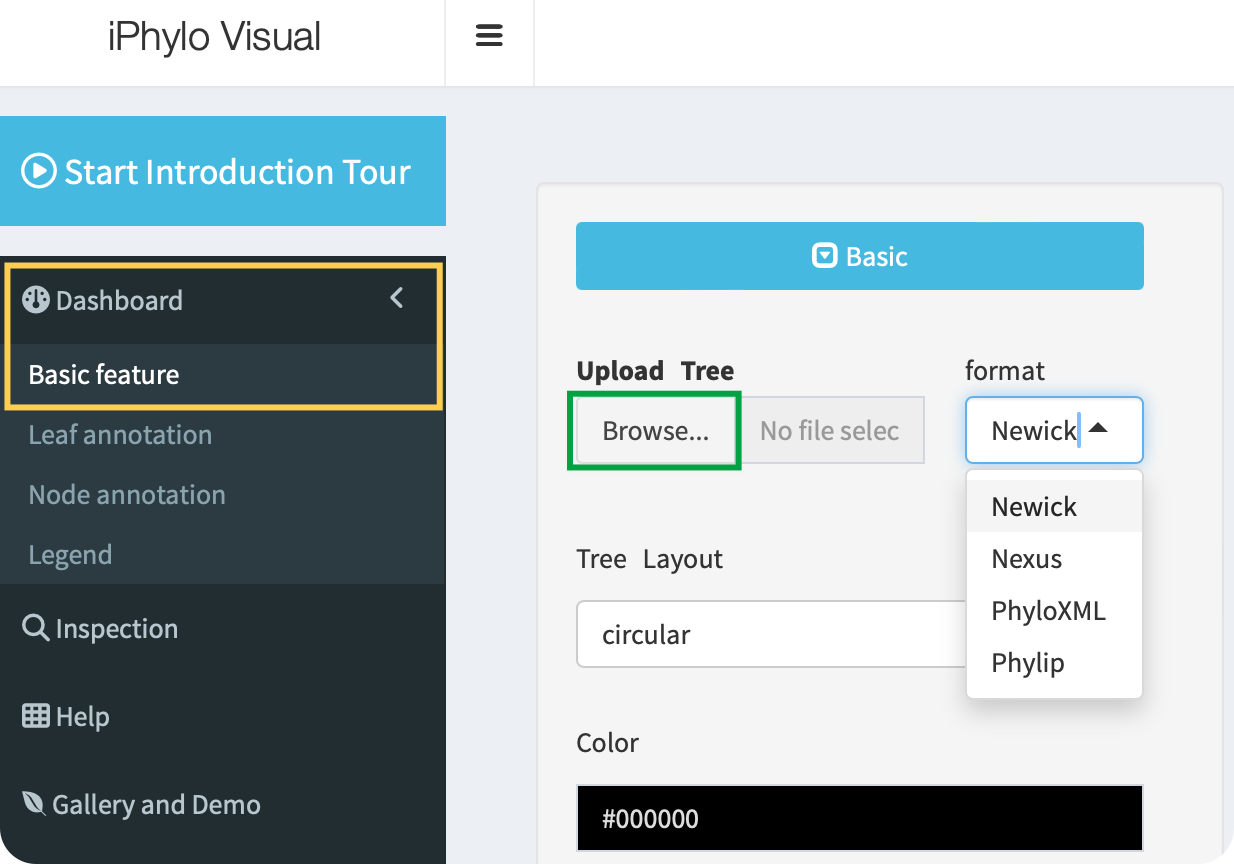 iPhylo Visual
Start Introduction Tour
Dashboard
Basic feature
Leaf annotation
Node annotation
Legend
Inspection
Help
Gallery and Demo
Basic
Upload Tree
format
Browse...
No file selec
Newick
Newick
Nexus
PhyloXML
Phylip
Tree Layout
circular
Color
#000000